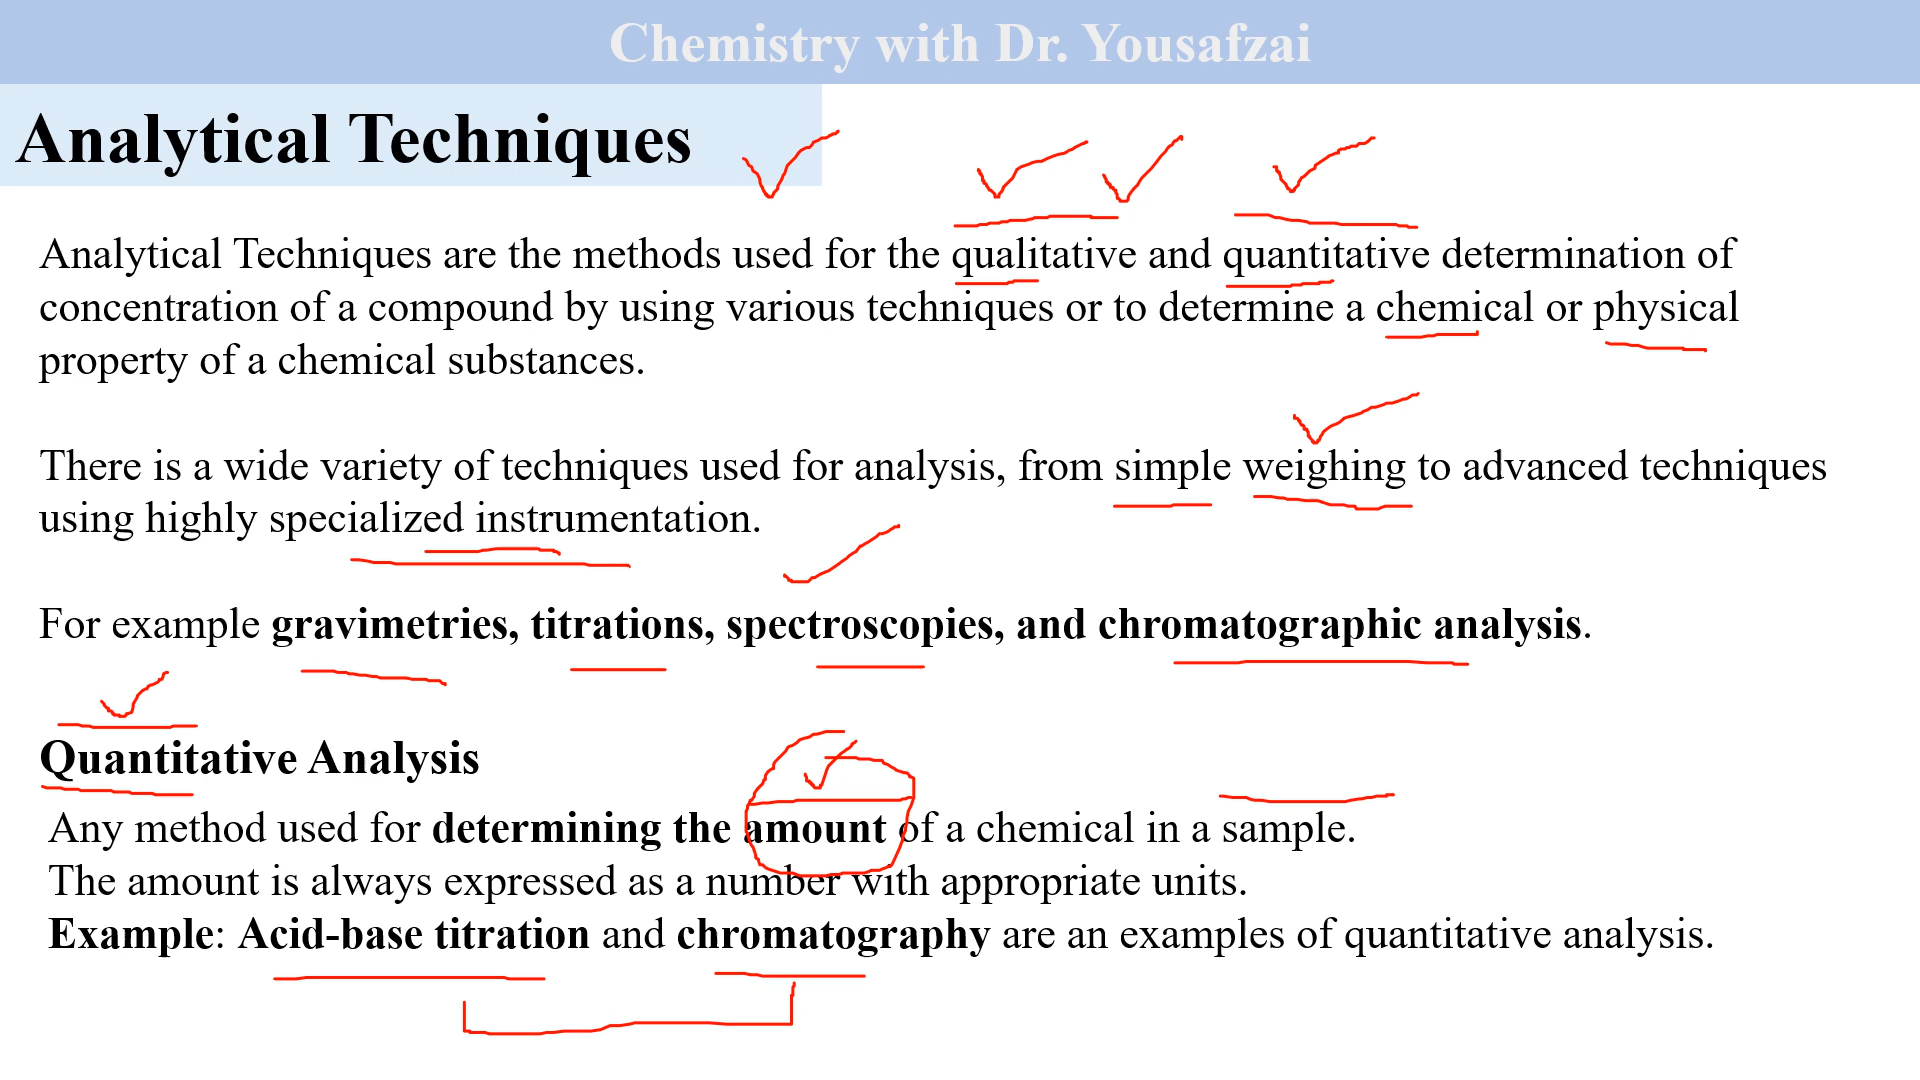 Chemistry with Dr. Yousafzai
Analytical Techniques
Analytical Techniques are the methods used for the qualitative and quantitative determination of
concentration of a compound by using various techniques or to determine a chemical or physical
property of a chemical substances.
There is a wide variety of techniques used for analysis, from simple weighing to advanced techniques
using highly specialized instrumentation.
For example gravimetries, titrations, spectroscopies, and chromatographic analysis.
Quantitative Analysis
Any method used for determining the amount of a chemical in a sample.
The amount is always expressed as a number with appropriate units.
Example: Acid-base titration and chromatography are an examples of quantitative analysis.